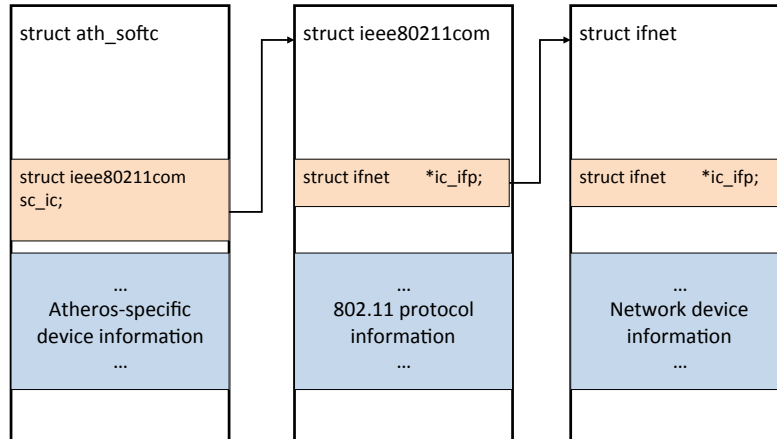 struct ath_softc
struct ieee80211com
sc_ic;
...
Atheros-specific
device information
...
struct ieee80211com
struct ifnet *ic_ifp;
...
802.11 protocol
information
...
struct ifnet
struct ifnet *ic_ifp;
...
Network device
information
...